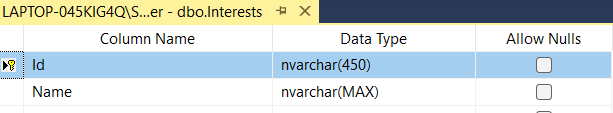 LAPTOP-045KIG4Q\S...er - dbo.Interests
Column Name Data Type Allow Nulls
Id nvarchar(450)
Name nvarchar(MAX)